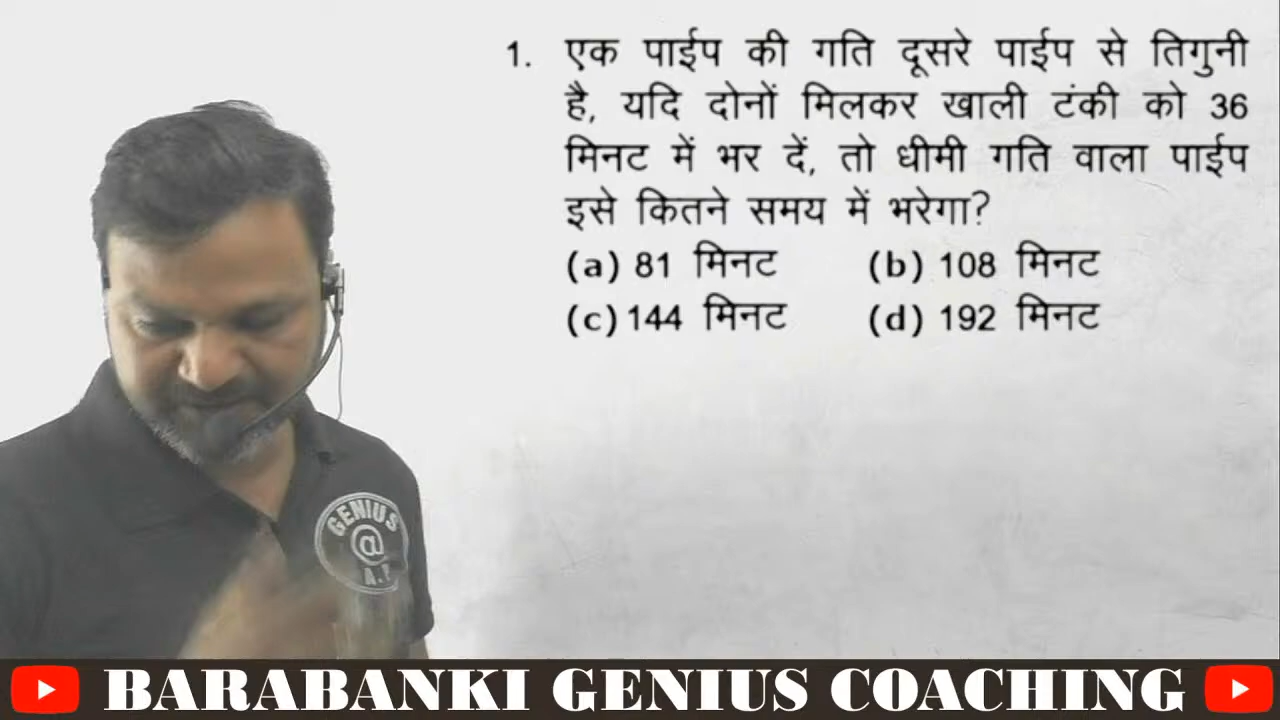 1. एक पाईप की गति दूसरे पाईप से तिगुनी
है, यदि दोनों मिलकर खाली टंकी को 36
मिनट में भर दें, तो धीमी गति वाला पाईप
इसे कितने समय में भरेगा?
(a) 81 मिनट (b) 108 मिनट
(c) 144 मिनट (d) 192 मिनट
GENIUS
@
BARABANKI GENIUS COACHING